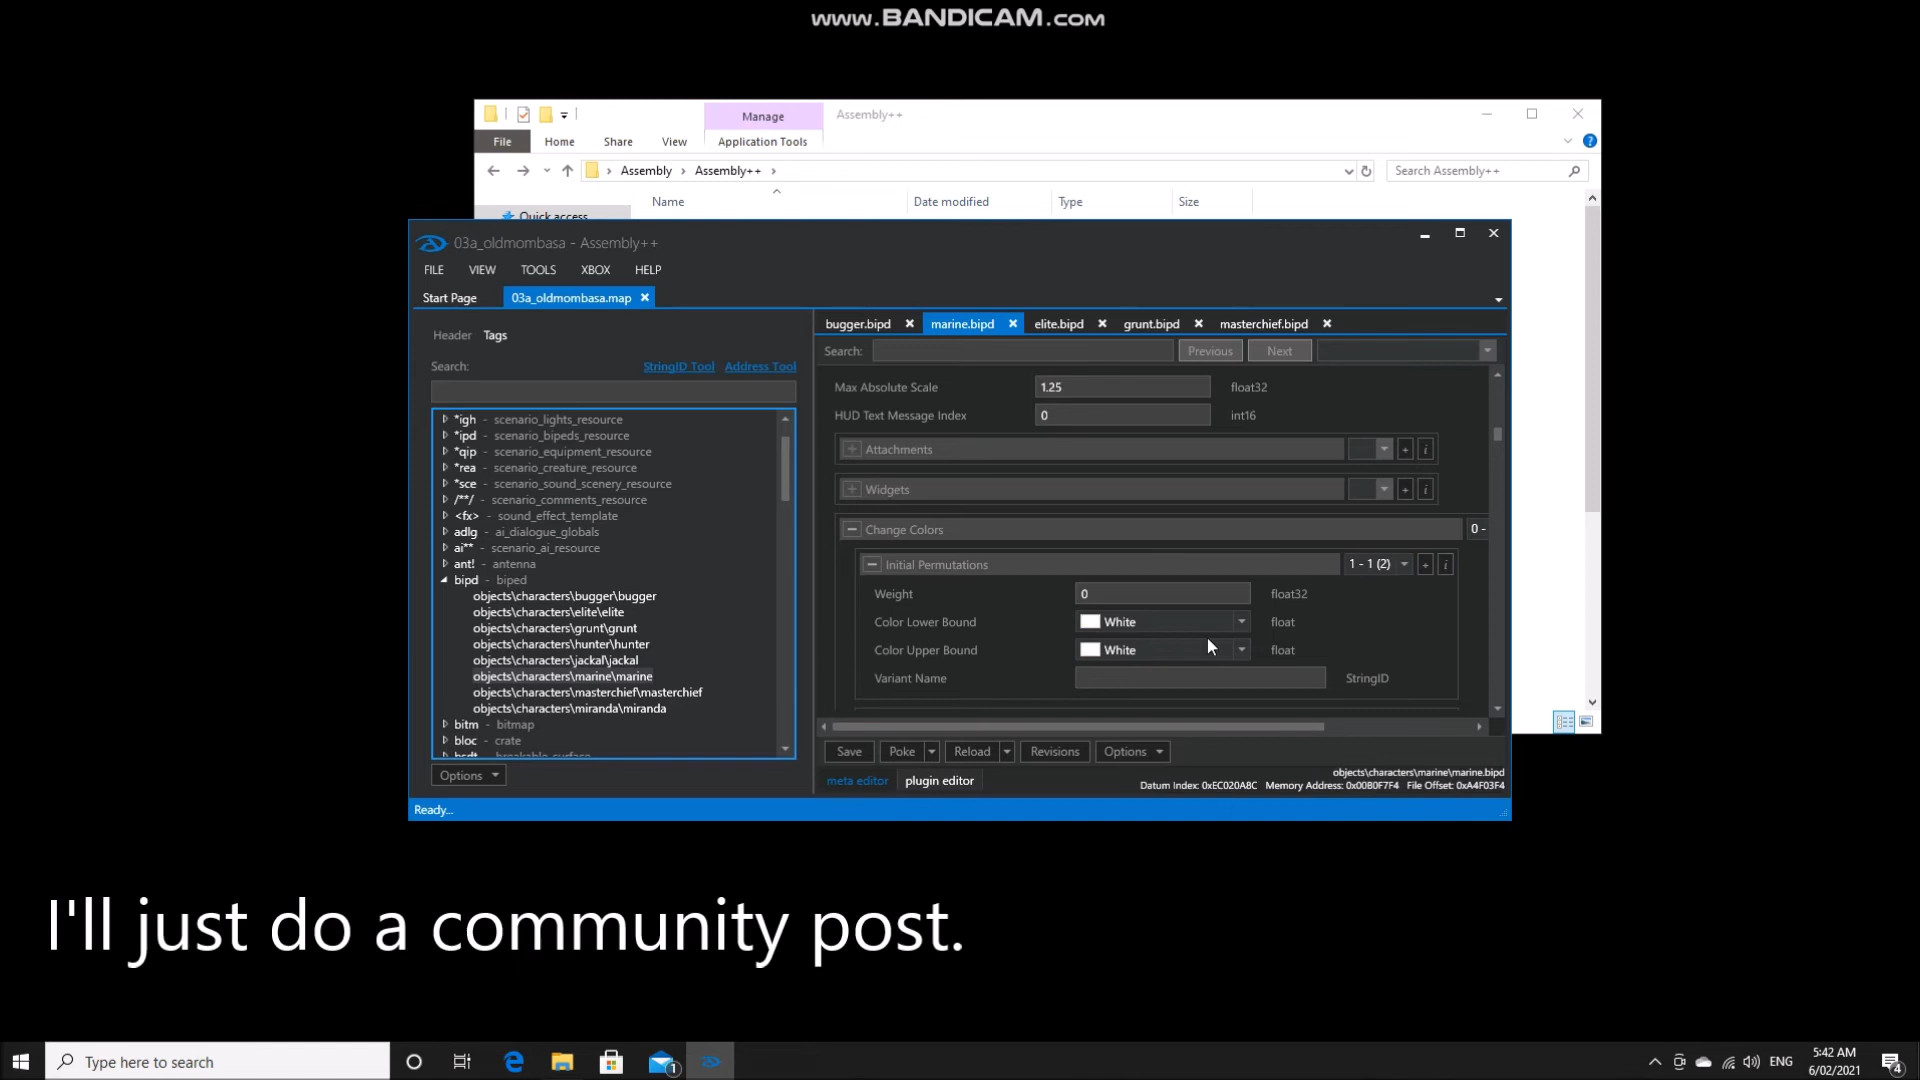 www.BANDICAM.com
Manage
Assembly++
File
Home
Share
View
Application Tools
Assembly
Assembly++
Search Assembly++
Name
Date modified
Type
Size
Quick access
03a_oldmombasa - Assembly++
FILE
VIEW
TOOLS
XBOX
HELP
Start Page
03a_oldmombasa.map
Header
Tags
Search:
StringID Tool
Address Tool
*igh - scenario_lights_resource
*ipd - scenario_bipeds_resource
*qip - scenario_equipment_resource
*rea - scenario_creature_resource
*sce - scenario_sound_scenery_resource
/**/ - scenario_comments_resource
<fx> - sound_effect_template
adlg - ai_dialogue_globals
ai** - scenario_ai_resource
ant! - antenna
bipd - biped
objects\characters\bugger\bugger
objects\characters\elite\elite
objects\characters\grunt\grunt
objects\characters\hunter\hunter
objects\characters\jackal\jackal
objects\characters\marine\marine
objects\characters\masterchief\masterchief
objects\characters\miranda\miranda
bitm - bitmap
bloc - crate
bsdt - breakable_surface
Options
bugger.bipd
marine.bipd
elite.bipd
grunt.bipd
masterchief.bipd
Search:
Previous
Next
Max Absolute Scale 1.25 float32
HUD Text Message Index 0 int16
Attachments
Widgets
Change Colors 0 -
Initial Permutations 1 - 1 (2)
Weight 0 float32
Color Lower Bound White float
Color Upper Bound White float
Variant Name StringID
Save
Poke
Reload
Revisions
Options
meta editor
plugin editor
objects\characters\marine\marine.bipd
Datum Index: 0xEC020A8C Memory Address: 0x00B0F7F4 File Offset: 0xA4F03F4
Ready...
I'll just do a community post.
Type here to search
1
ENG
5:42 AM
6/02/2021
4